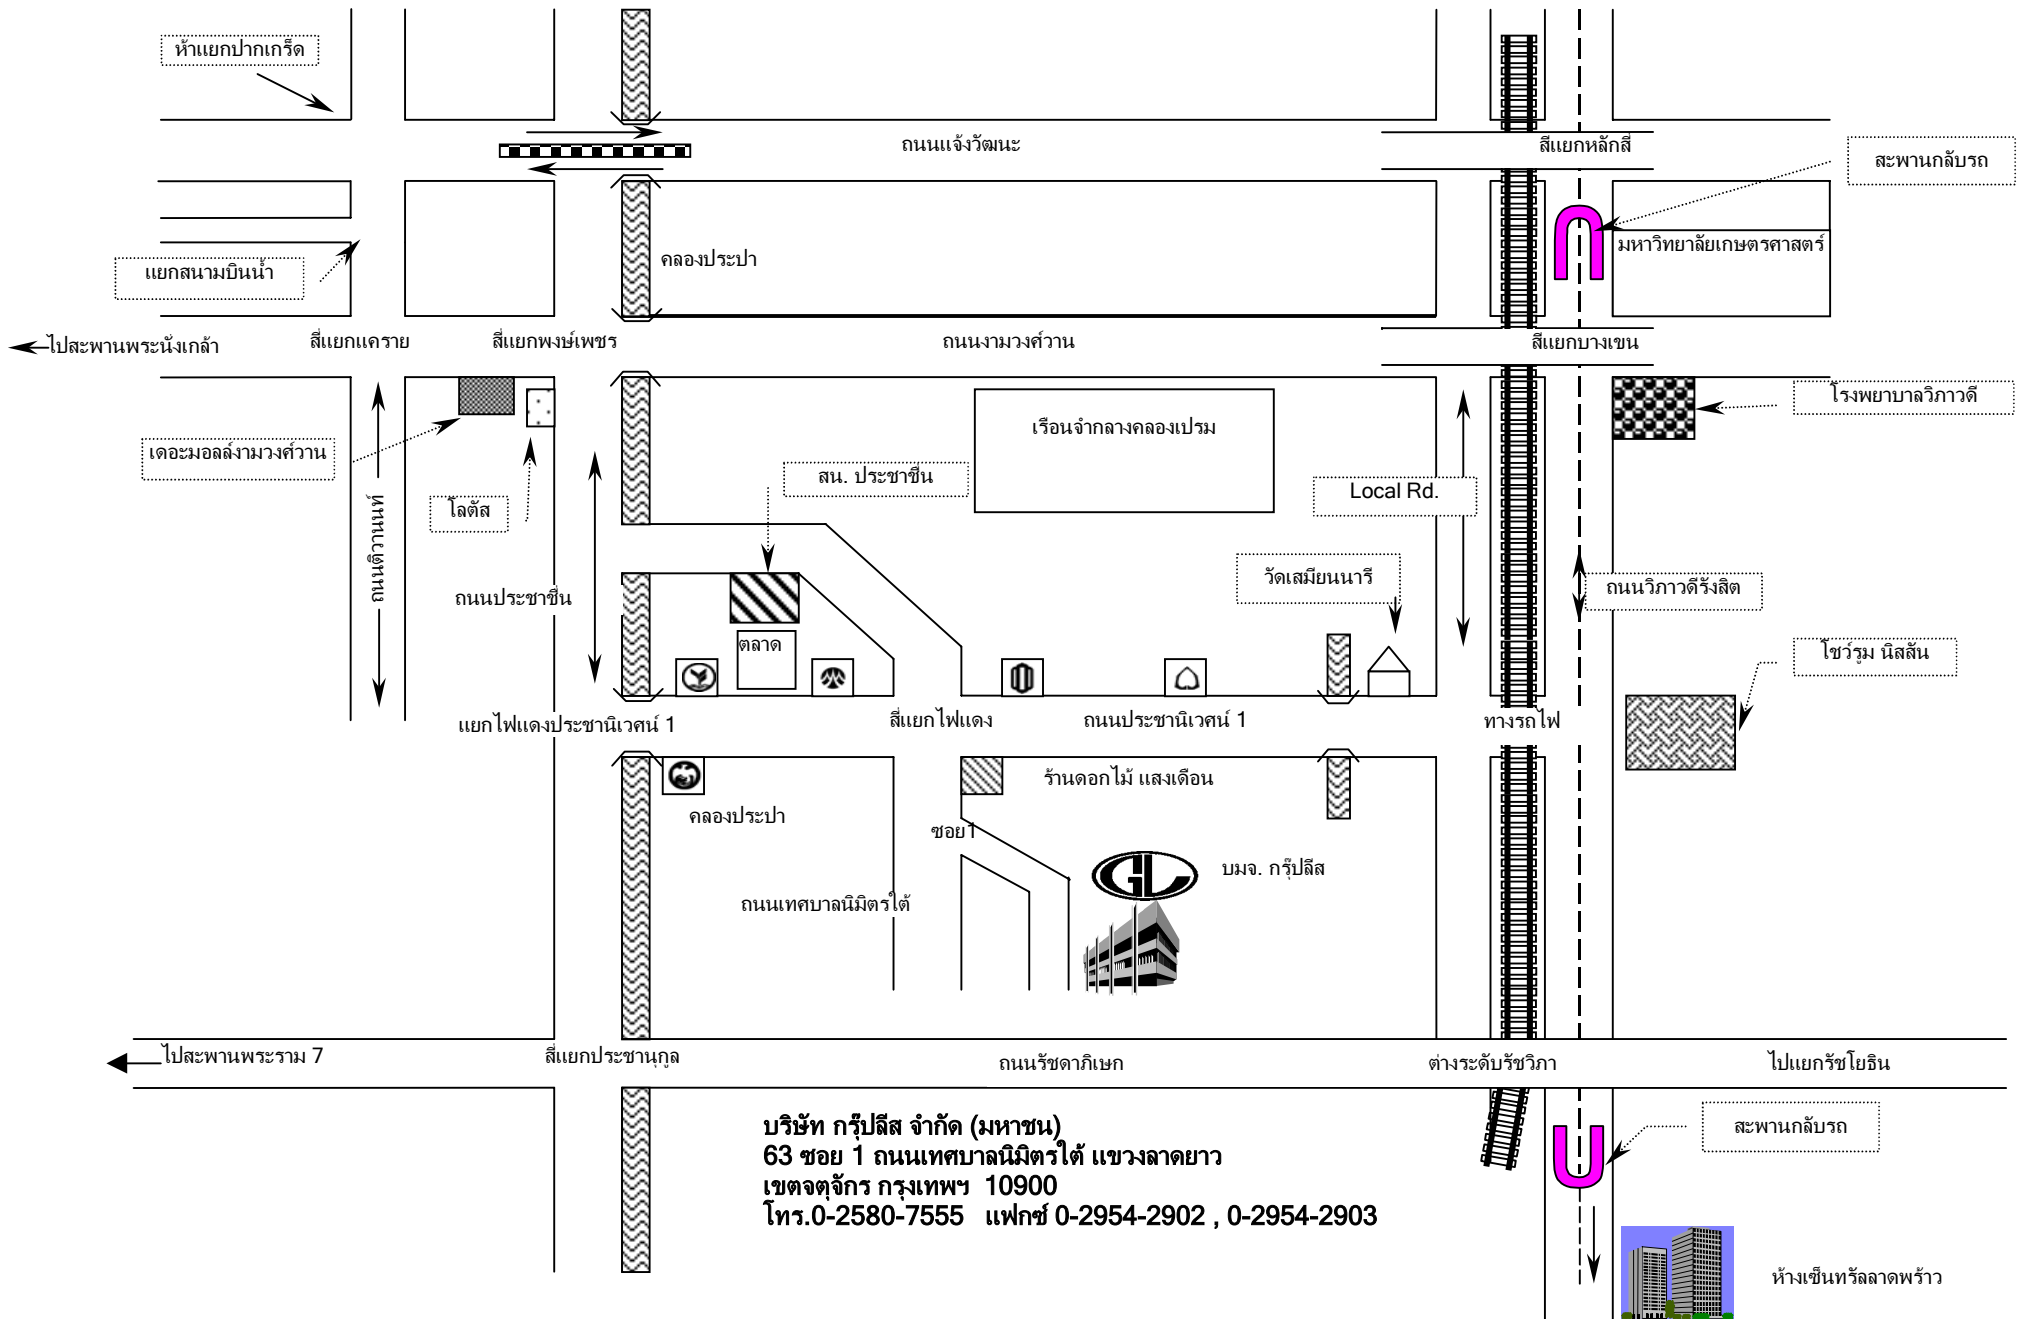 ห้าแยกปากเกร็ด
ถนนแจ้งวัฒนะ
สี่แยกหลักสี่
สะพานกลับรถ
มหาวิทยาลัยเกษตรศาสตร์
คลองประปา
แยกสนามบินน้ำ
ไปสะพานพระนั่งเกล้า
สี่แยกแคราย
สี่แยกพงษ์เพชร
ถนนงามวงศ์วาน
สี่แยกบางเขน
โรงพยาบาลวิภาวดี
เรือนจำกลางคลองเปรม
เดอะมอลล์งามวงศ์วาน
สน. ประชาชื่น
Local Rd.
โลตัส
ถนนติวานนท์
วัดเสมียนนารี
ถนนวิภาวดีรังสิต
ถนนประชาชื่น
ตลาด
โชว์รูม นิสสัน
แยกไฟแดงประชานิเวศน์ 1
สี่แยกไฟแดง
ถนนประชานิเวศน์ 1
ทางรถไฟ
ร้านดอกไม้ แสงเดือน
คลองประปา
ซอย1
GL
บมจ. กรุ๊ปลีส
ถนนเทศบาลนิมิตรใต้
ไปสะพานพระราม 7
สี่แยกประชานุกูล
ถนนรัชดาภิเษก
ต่างระดับรัชวิภา
ไปแยกรัชโยธิน
สะพานกลับรถ
บริษัท กรุ๊ปลีส จำกัด (มหาชน)
63 ซอย 1 ถนนเทศบาลนิมิตรใต้ แขวงลาดยาว
เขตจตุจักร กรุงเทพฯ 10900
โทร.0-2580-7555 แฟกซ์ 0-2954-2902 , 0-2954-2903
ห้างเซ็นทรัลลาดพร้าว